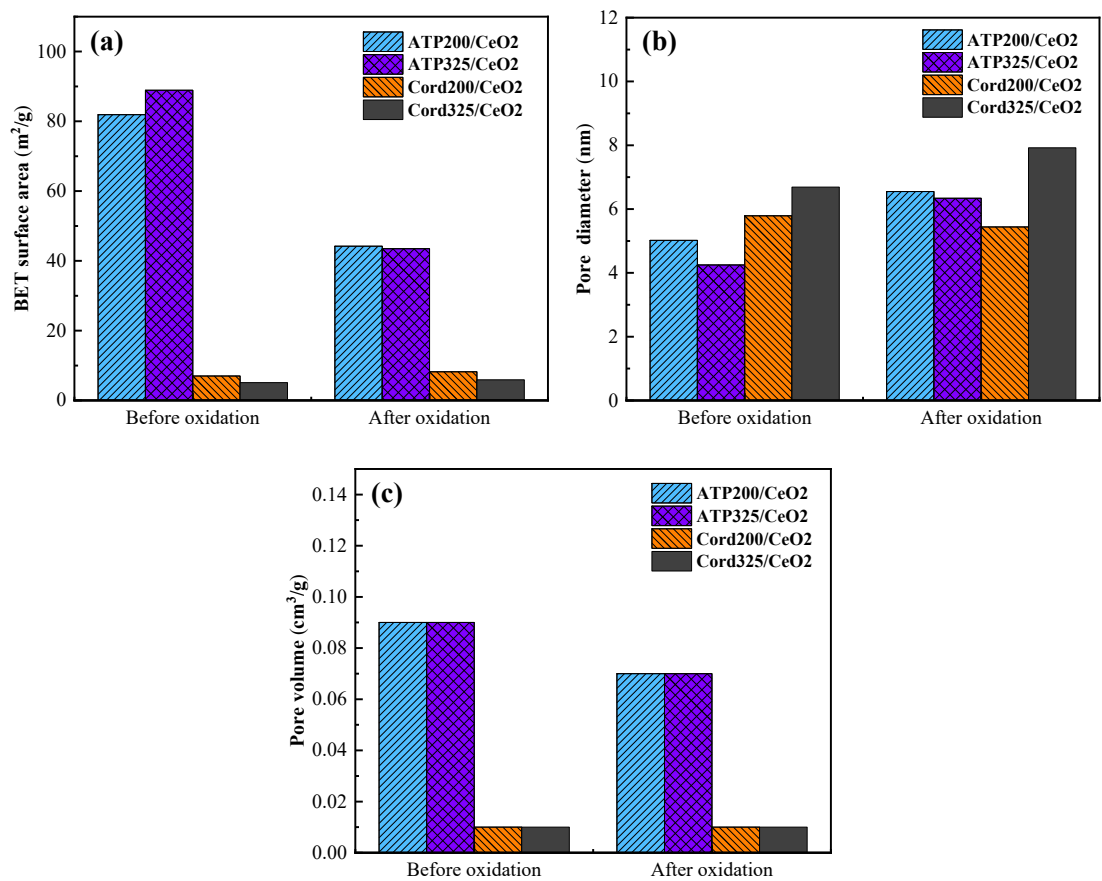 (a)
ATP200/CeO2
ATP325/CeO2
Cord200/CeO2
Cord325/CeO2
BET surface area (m²/g)
100
80
60
40
20
0
Before oxidation
After oxidation
(b)
ATP200/CeO2
ATP325/CeO2
Cord200/CeO2
Cord325/CeO2
Pore diameter (nm)
12
10
8
6
4
2
0
Before oxidation
After oxidation
(c)
ATP200/CeO2
ATP325/CeO2
Cord200/CeO2
Cord325/CeO2
Pore volume (cm³/g)
0.14
0.12
0.10
0.08
0.06
0.04
0.02
0.00
Before oxidation
After oxidation